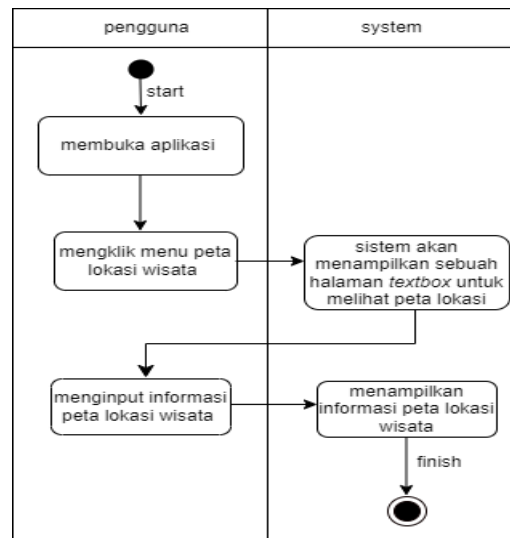 pengguna
system
start
membuka aplikasi
mengklik menu peta
lokasi wisata
sistem akan
menampilkan sebuah
halaman textbox untuk
melihat peta lokasi
menginput informasi
peta lokasi wisata
menampilkan
informasi peta lokasi
wisata
finish